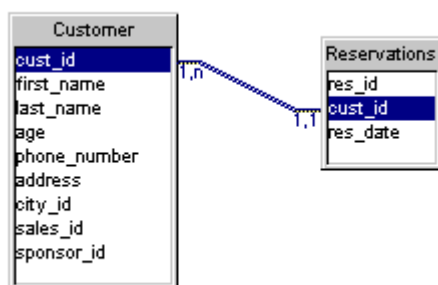 Customer
cust_id
first_name
last_name
age
phone_number
address
city_id
sales_id
sponsor_id
1,n
1,1
Reservations
res_id
cust_id
res_date